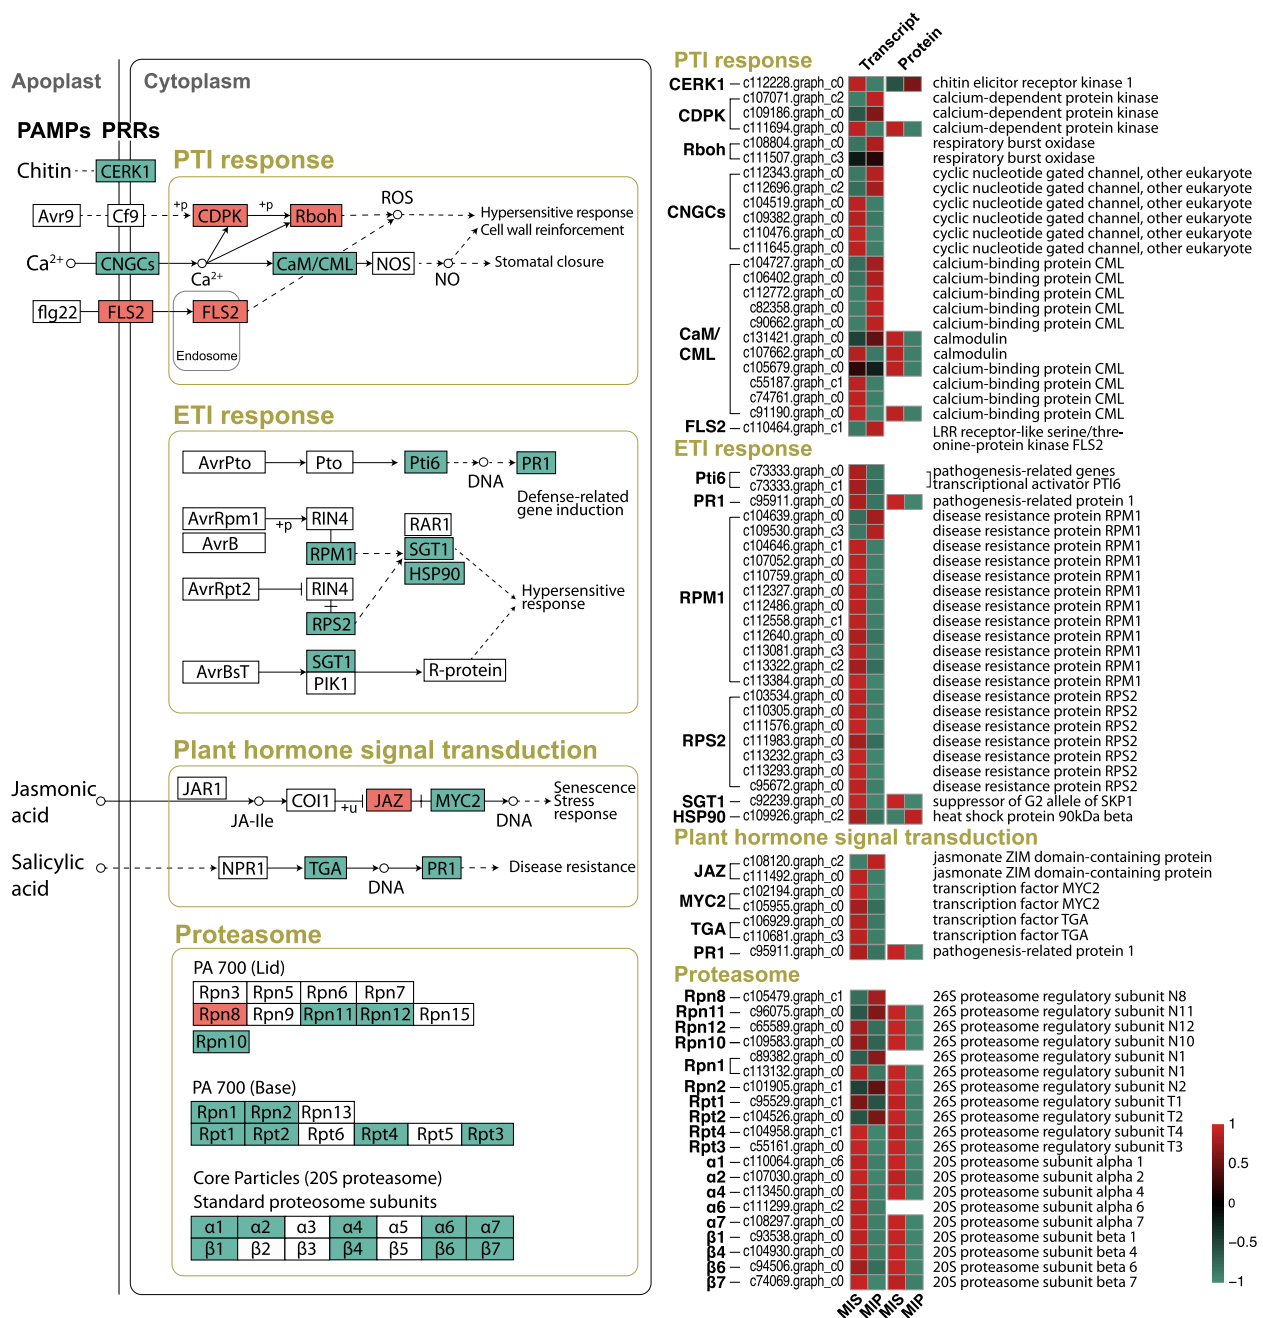 Apoplast
Cytoplasm
PAMPs PRRs
Chitin
CERK1
PTI response
Avr9
Cf9
+p
CDPK
+p
Rboh
ROS
Hypersensitive response
Cell wall reinforcement
Ca2+
CNGCs
Ca2+
CaM/CML
NOS
NO
Stomatal closure
flg22
FLS2
FLS2
Endosome
ETI response
AvrPto
Pto
Pti6
DNA
PR1
Defense-related
gene induction
AvrRpm1
+p
RIN4
RAR1
AvrB
RPM1
SGT1
HSP90
AvrRpt2
RIN4
RPS2
Hypersensitive
response
AvrBsT
SGT1
PIK1
R-protein
Plant hormone signal transduction
Jasmonic
acid
JAR1
JA-Ile
COI1
+u
JAZ
MYC2
DNA
Senescence
Stress
response
Salicylic
acid
NPR1
TGA
DNA
PR1
Disease resistance
Proteasome
PA 700 (Lid)
Rpn3 Rpn5 Rpn6 Rpn7
Rpn8 Rpn9 Rpn11 Rpn12 Rpn15
Rpn10
PA 700 (Base)
Rpn1 Rpn2 Rpn13
Rpt1 Rpt2 Rpt6 Rpt4 Rpt5 Rpt3
Core Particles (20S proteasome)
Standard proteosome subunits
α1 α2 α3 α4 α5 α6 α7
β1 β2 β3 β4 β5 β6 β7
Transcript
Protein
PTI response
CERK1 c112228.graph_c0 chitin elicitor receptor kinase 1
c107071.graph_c2 calcium-dependent protein kinase
CDPK c109186.graph_c0 calcium-dependent protein kinase
c111694.graph_c0 calcium-dependent protein kinase
Rboh c108804.graph_c0 respiratory burst oxidase
c111507.graph_c3 respiratory burst oxidase
c112343.graph_c0 cyclic nucleotide gated channel, other eukaryote
c112696.graph_c2 cyclic nucleotide gated channel, other eukaryote
CNGCs c104519.graph_c0 cyclic nucleotide gated channel, other eukaryote
c109382.graph_c0 cyclic nucleotide gated channel, other eukaryote
c110476.graph_c0 cyclic nucleotide gated channel, other eukaryote
c111645.graph_c0 cyclic nucleotide gated channel, other eukaryote
c104727.graph_c0 calcium-binding protein CML
c106402.graph_c0 calcium-binding protein CML
c112772.graph_c0 calcium-binding protein CML
c82358.graph_c0 calcium-binding protein CML
c90662.graph_c0 calcium-binding protein CML
CaM/ c131421.graph_c0 calmodulin
CML c107662.graph_c0 calmodulin
c105679.graph_c0 calcium-binding protein CML
c55187.graph_c1 calcium-binding protein CML
c74761.graph_c0 calcium-binding protein CML
c91190.graph_c0 calcium-binding protein CML
FLS2 c110464.graph_c1 LRR receptor-like serine/thre-
onine-protein kinase FLS2
ETI response
Pti6 c73333.graph_c0 pathogenesis-related genes
c73333.graph_c1 transcriptional activator PTI6
PR1 c95911.graph_c0 pathogenesis-related protein 1
c104639.graph_c0 disease resistance protein RPM1
c109530.graph_c3 disease resistance protein RPM1
c104646.graph_c1 disease resistance protein RPM1
c107052.graph_c0 disease resistance protein RPM1
c110759.graph_c0 disease resistance protein RPM1
RPM1 c112327.graph_c0 disease resistance protein RPM1
c112486.graph_c0 disease resistance protein RPM1
c112558.graph_c1 disease resistance protein RPM1
c112640.graph_c0 disease resistance protein RPM1
c113081.graph_c3 disease resistance protein RPM1
c113322.graph_c2 disease resistance protein RPM1
c113384.graph_c0 disease resistance protein RPM1
c103534.graph_c0 disease resistance protein RPS2
c110305.graph_c0 disease resistance protein RPS2
c111576.graph_c0 disease resistance protein RPS2
RPS2 c111983.graph_c0 disease resistance protein RPS2
c113232.graph_c3 disease resistance protein RPS2
c113293.graph_c0 disease resistance protein RPS2
c95672.graph_c0 disease resistance protein RPS2
SGT1 c92239.graph_c0 suppressor of G2 allele of SKP1
HSP90 c109926.graph_c2 heat shock protein 90kDa beta
Plant hormone signal transduction
JAZ c108120.graph_c2 jasmonate ZIM domain-containing protein
c111492.graph_c0 jasmonate ZIM domain-containing protein
MYC2 c102194.graph_c0 transcription factor MYC2
c105955.graph_c0 transcription factor MYC2
TGA c106929.graph_c0 transcription factor TGA
c110681.graph_c3 transcription factor TGA
PR1 c95911.graph_c0 pathogenesis-related protein 1
Proteasome
Rpn8 c105479.graph_c1 26S proteasome regulatory subunit N8
Rpn11 c96075.graph_c0 26S proteasome regulatory subunit N11
Rpn12 c65589.graph_c0 26S proteasome regulatory subunit N12
Rpn10 c109583.graph_c0 26S proteasome regulatory subunit N10
Rpn1 c89382.graph_c0 26S proteasome regulatory subunit N1
c113132.graph_c0 26S proteasome regulatory subunit N1
Rpn2 c101905.graph_c1 26S proteasome regulatory subunit N2
Rpt1 c95529.graph_c1 26S proteasome regulatory subunit T1
Rpt2 c104526.graph_c0 26S proteasome regulatory subunit T2
Rpt4 c104958.graph_c1 26S proteasome regulatory subunit T4
Rpt3 c55161.graph_c0 26S proteasome regulatory subunit T3
α1 c110064.graph_c6 20S proteasome subunit alpha 1
α2 c107030.graph_c0 20S proteasome subunit alpha 2
α4 c113450.graph_c0 20S proteasome subunit alpha 4
α6 c111299.graph_c2 20S proteasome subunit alpha 6
α7 c108297.graph_c0 20S proteasome subunit alpha 7
β1 c93538.graph_c0 20S proteasome subunit beta 1
β4 c104930.graph_c0 20S proteasome subunit beta 4
β6 c94506.graph_c0 20S proteasome subunit beta 6
β7 c74069.graph_c0 20S proteasome subunit beta 7
MIS MIP MIS MIP
1
0.5
0
−0.5
−1